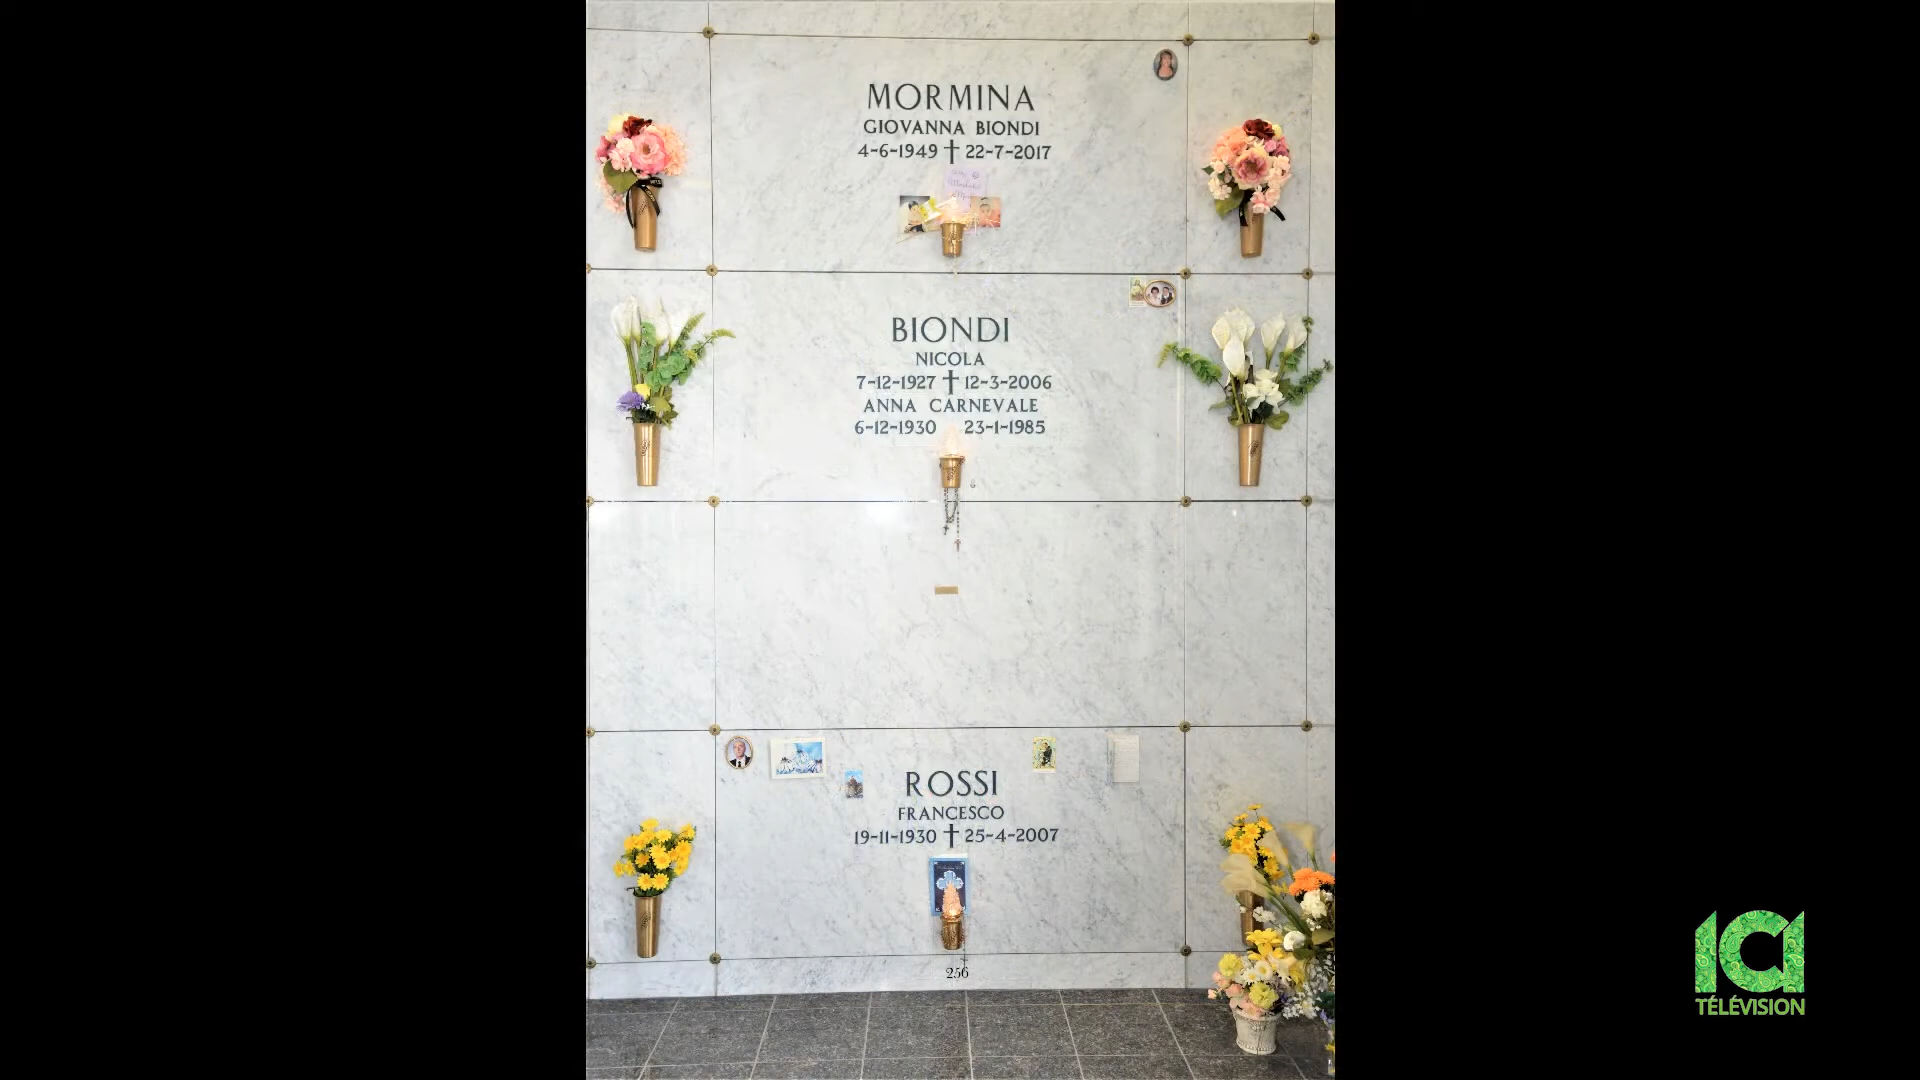 MORMINA
GIOVANNA BIONDI
4-6-1949 22-7-2017
BIONDI
NICOLA
7-12-1927 12-3-2006
ANNA CARNEVALE
6-12-1930 23-1-1985
ROSSI
FRANCESCO
19-11-1930 25-4-2007
256
ICI
TÉLÉVISION